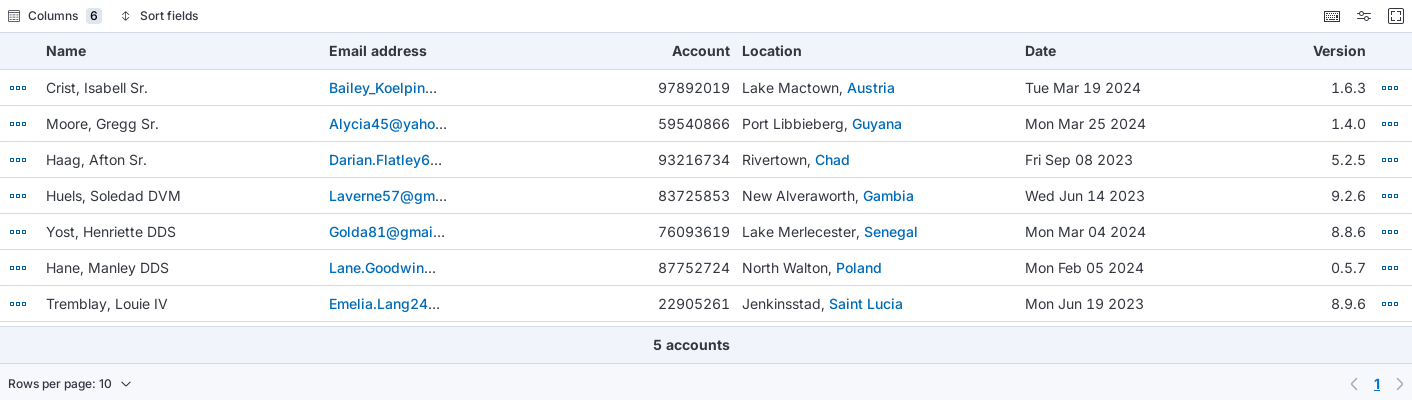 Columns 6 Sort fields
Name Email address Account Location Date Version
Crist, Isabell Sr. Bailey_Koelpin... 97892019 Lake Mactown, Austria Tue Mar 19 2024 1.6.3
Moore, Gregg Sr. Alycia45@yaho... 59540866 Port Libbieberg, Guyana Mon Mar 25 2024 1.4.0
Haag, Afton Sr. Darian.Flatley6... 93216734 Rivertown, Chad Fri Sep 08 2023 5.2.5
Huels, Soledad DVM Laverne57@gm... 83725853 New Alveraworth, Gambia Wed Jun 14 2023 9.2.6
Yost, Henriette DDS Golda81@gmai... 76093619 Lake Merlecester, Senegal Mon Mar 04 2024 8.8.6
Hane, Manley DDS Lane.Goodwin... 87752724 North Walton, Poland Mon Feb 05 2024 0.5.7
Tremblay, Louie IV Emelia.Lang24... 22905261 Jenkinsstad, Saint Lucia Mon Jun 19 2023 8.9.6
5 accounts
Rows per page: 10 1